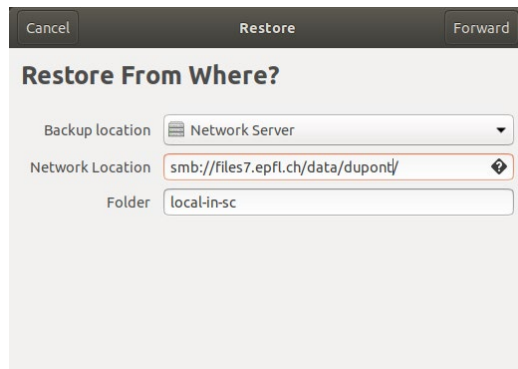 Cancel Restore Forward
Restore From Where?
Backup location Network Server
Network Location smb://files7.epfl.ch/data/dupont/
Folder local-in-sc